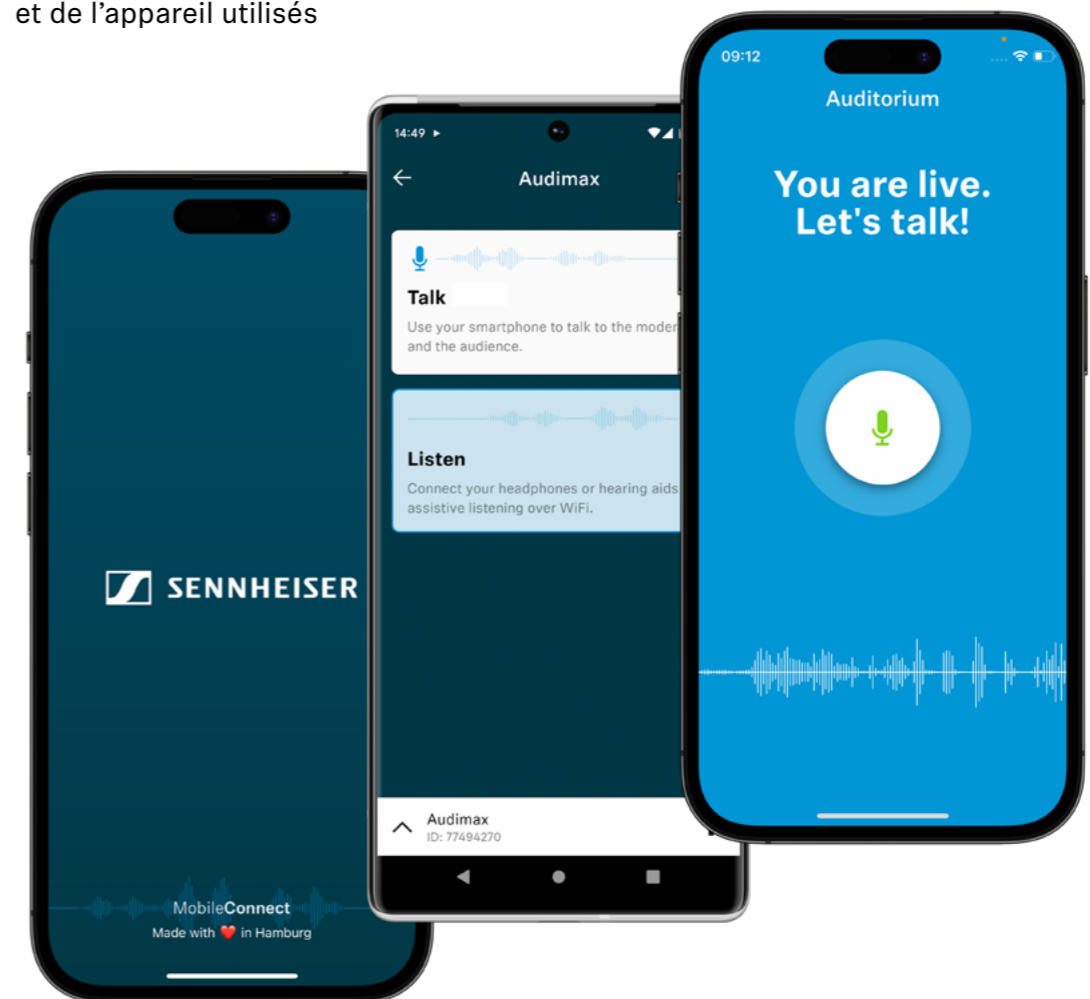 et de l’appareil utilisés
SENNHEISER
MobileConnect
Made with ❤️ in Hamburg
14:49
Audimax
Talk
Use your smartphone to talk to the moder
and the audience.
Listen
Connect your headphones or hearing aids
assistive listening over WiFi.
Audimax
ID: 77494270
09:12
Auditorium
You are live.
Let's talk!